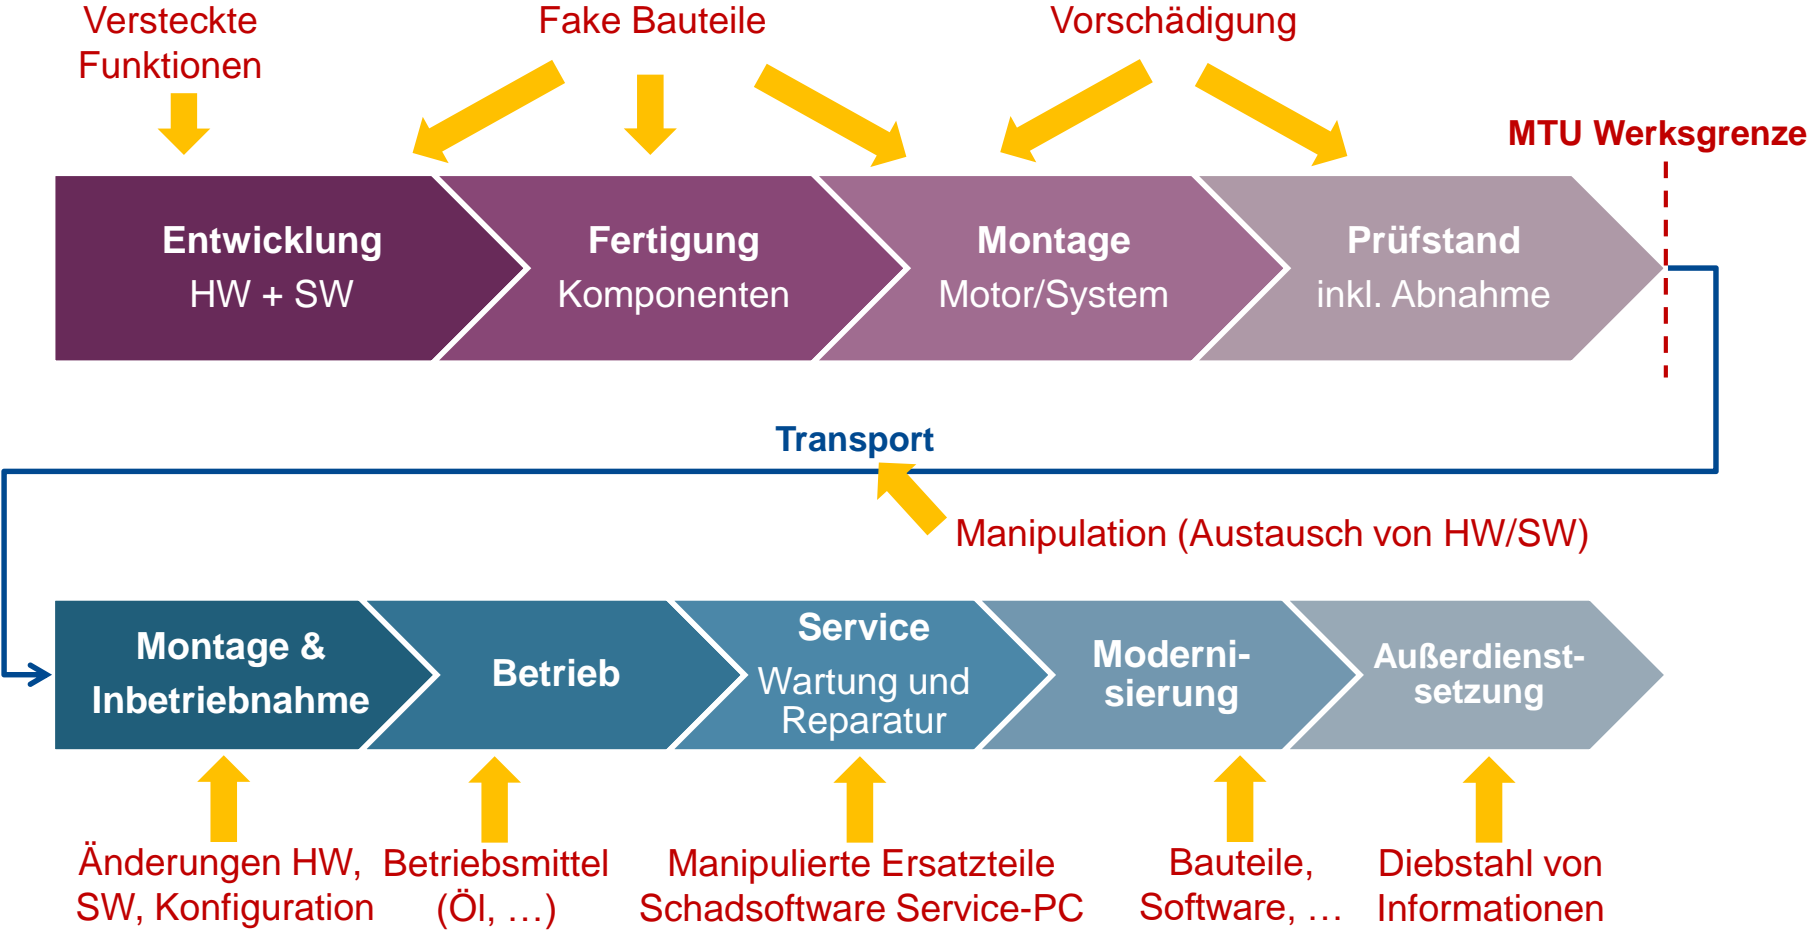 Versteckte
Funktionen
Fake Bauteile
Vorschädigung
MTU Werksgrenze
Entwicklung
HW + SW
Fertigung
Komponenten
Montage
Motor/System
Prüfstand
inkl. Abnahme
Transport
Manipulation (Austausch von HW/SW)
Montage &
Inbetriebnahme
Betrieb
Service
Wartung und
Reparatur
Moderni-
sierung
Außerdienst-
setzung
Änderungen HW,
SW, Konfiguration
Betriebsmittel
(Öl, …)
Manipulierte Ersatzteile
Schadsoftware Service-PC
Bauteile,
Software, …
Diebstahl von
Informationen